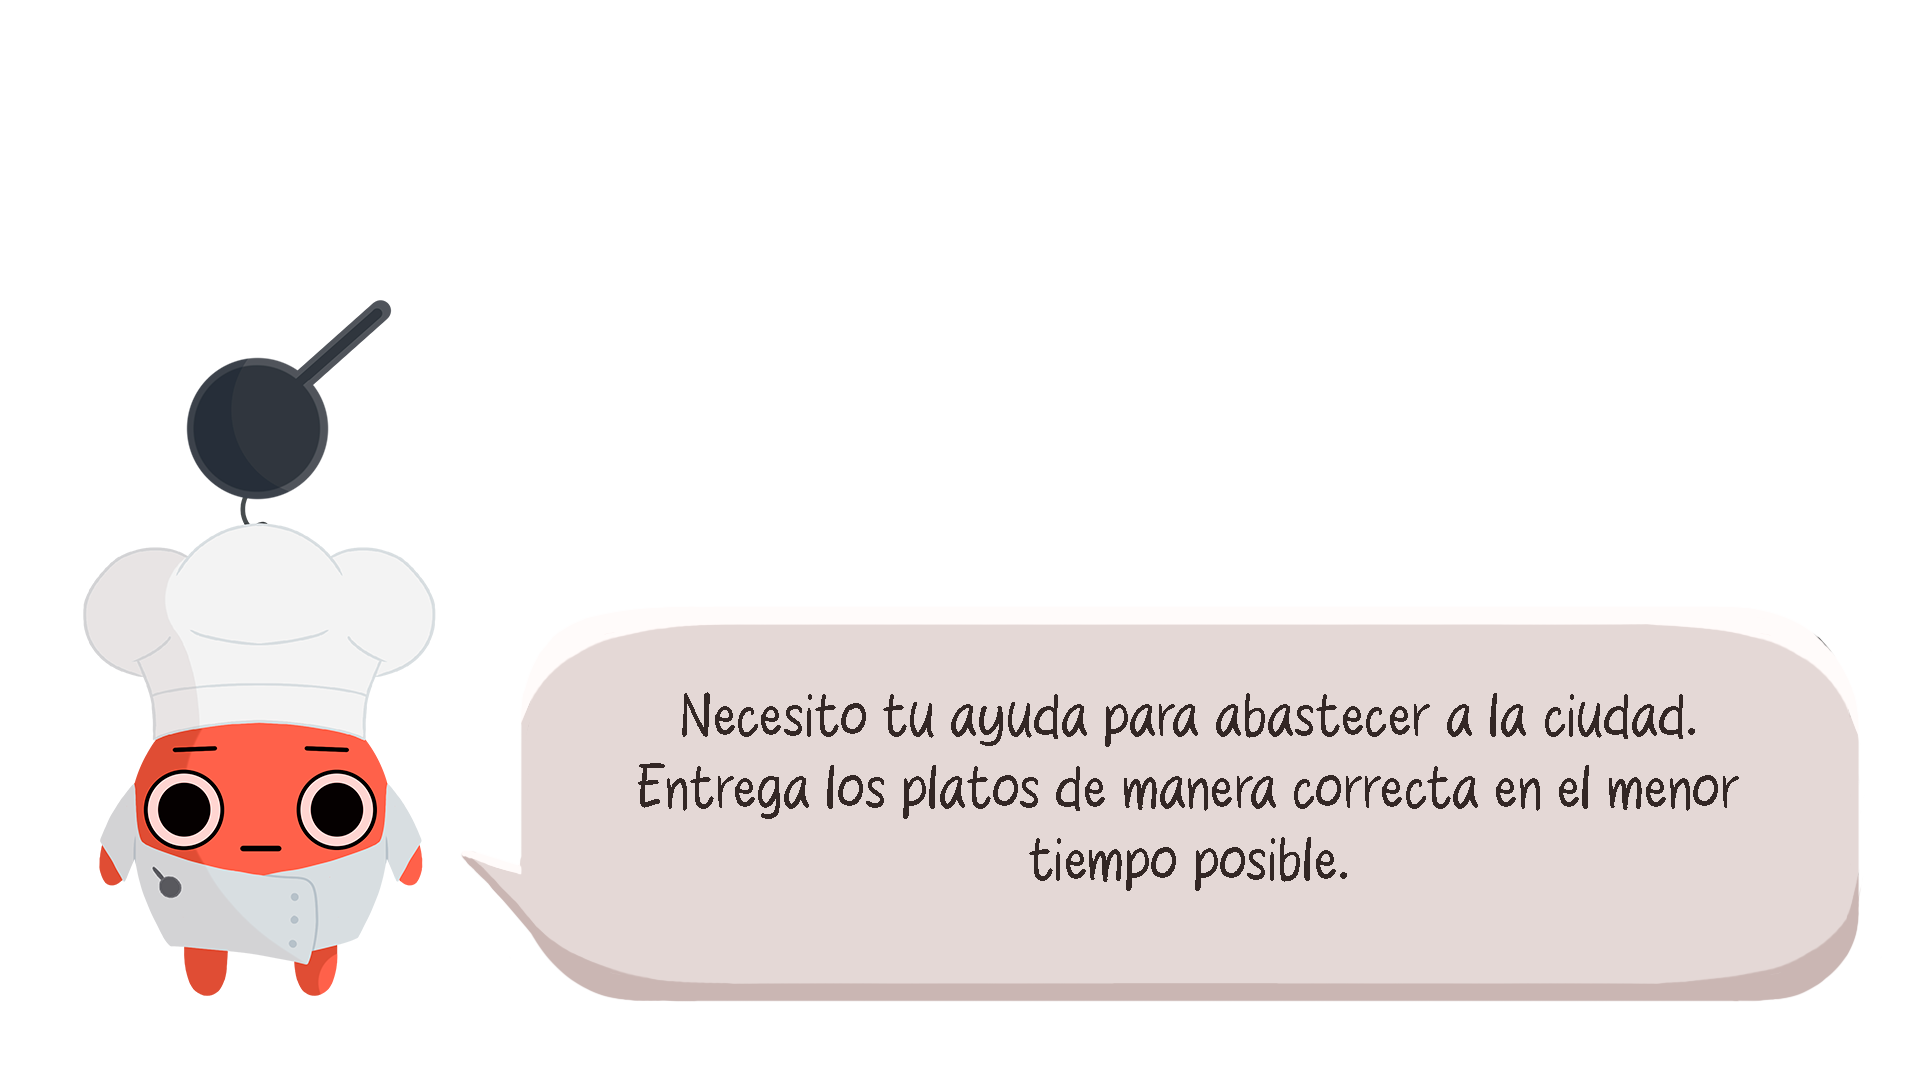 Necesito tu ayuda para abastecer a la ciudad.
Entrega los platos de manera correcta en el menor
tiempo posible.